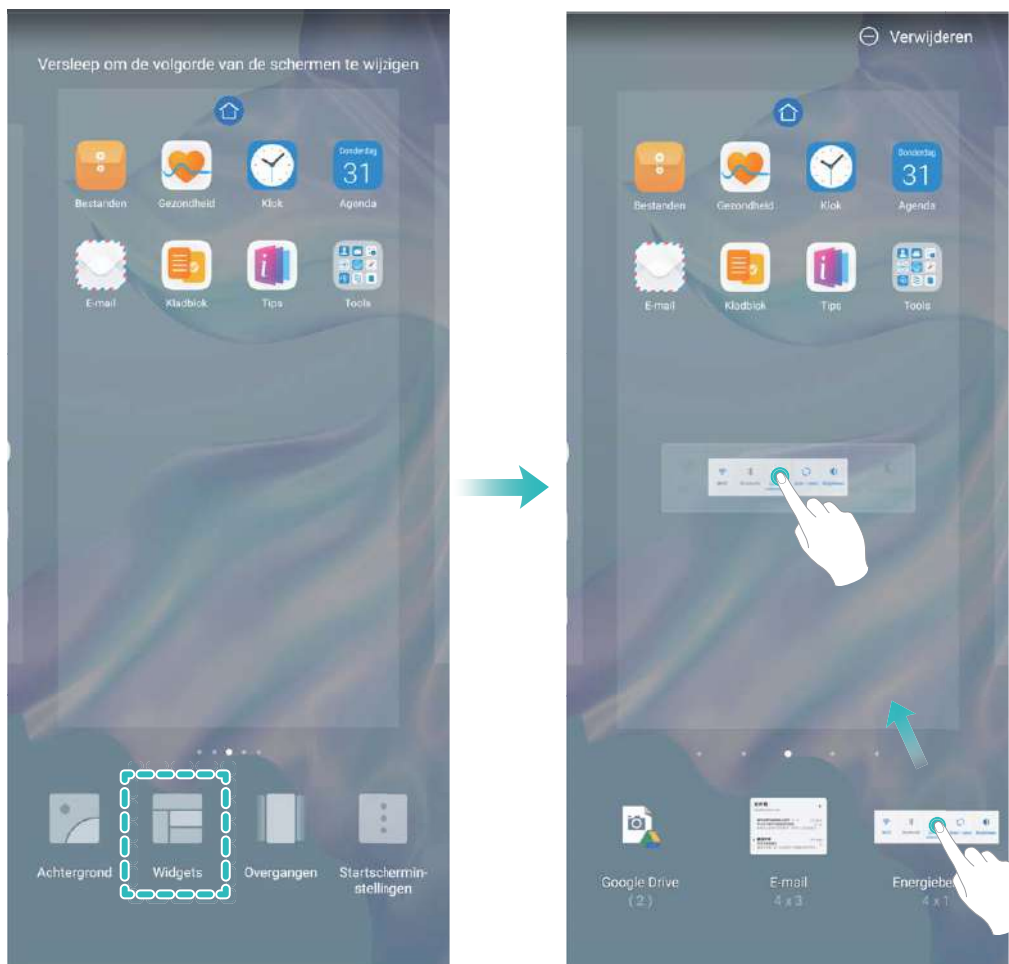 Versleep om de volgorde van de schermen te wijzigen
Bestanden
Gezondheid
Klok
Donderdag
31
Agenda
E-mail
Kladblok
Tips
Tools
Achtergrond
Widgets
Overgangen
Startschermin-
stellingen
Verwijderen
Bestanden
Gezondheid
Klok
Donderdag
31
Agenda
E-mail
Kladblok
Tips
Tools
Google Drive
(2)
E-mail
4 x 3
4 x 1